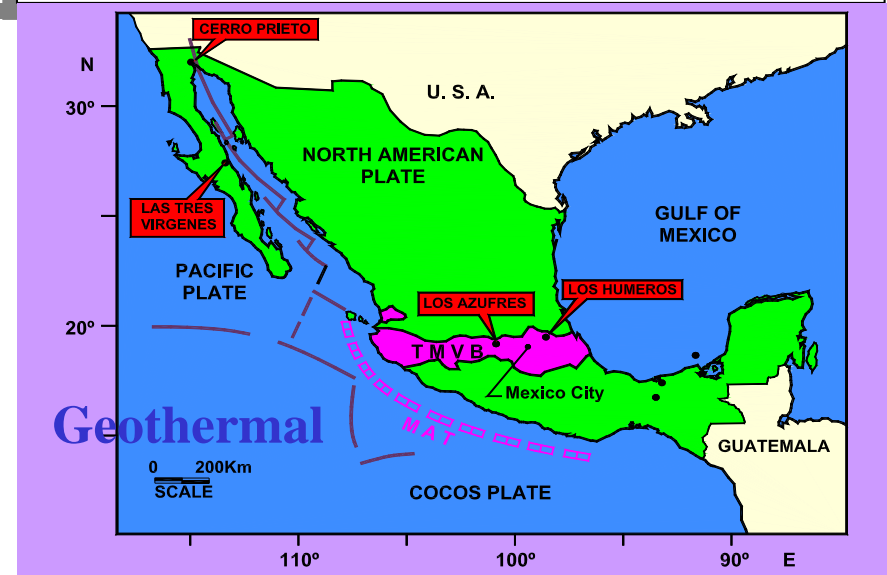 CERRO PRIETO
N
U. S. A.
30º
NORTH AMERICAN
PLATE
LAS TRES
VIRGENES
GULF OF
MEXICO
PACIFIC
PLATE
LOS HUMEROS
LOS AZUFRES
20º
T M V B
Mexico City
Geothermal
M A T
GUATEMALA
0 200Km
SCALE
COCOS PLATE
110º 100º 90º E